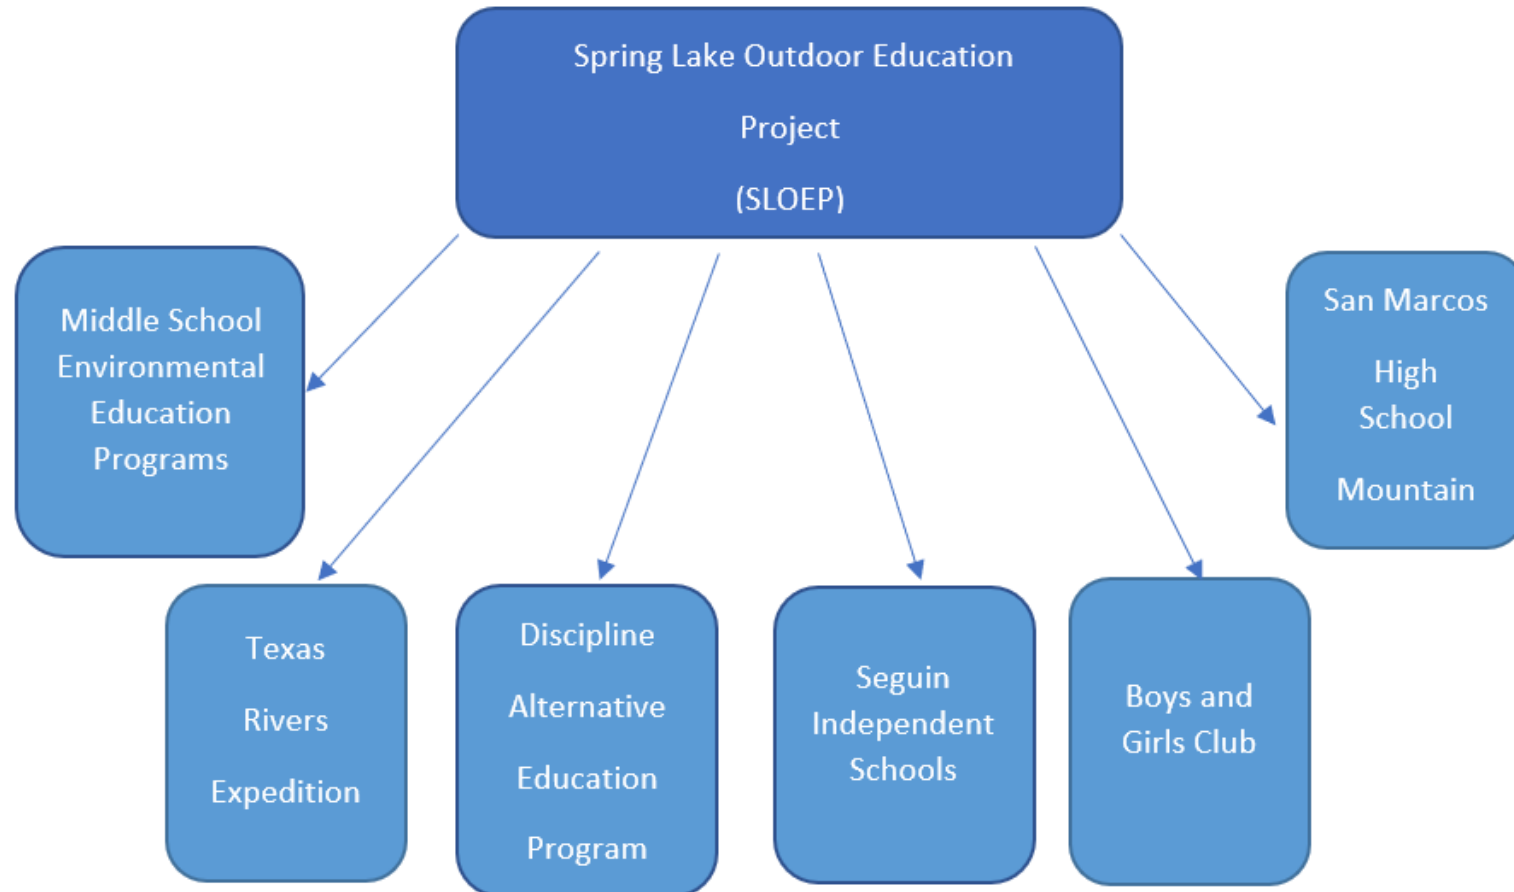 Spring Lake Outdoor Education
Project
(SLOEP)
Middle School
Environmental
Education
Programs
San Marcos
High
School
Mountain
Texas
Rivers
Expedition
Discipline
Alternative
Education
Program
Seguin
Independent
Schools
Boys and
Girls Club